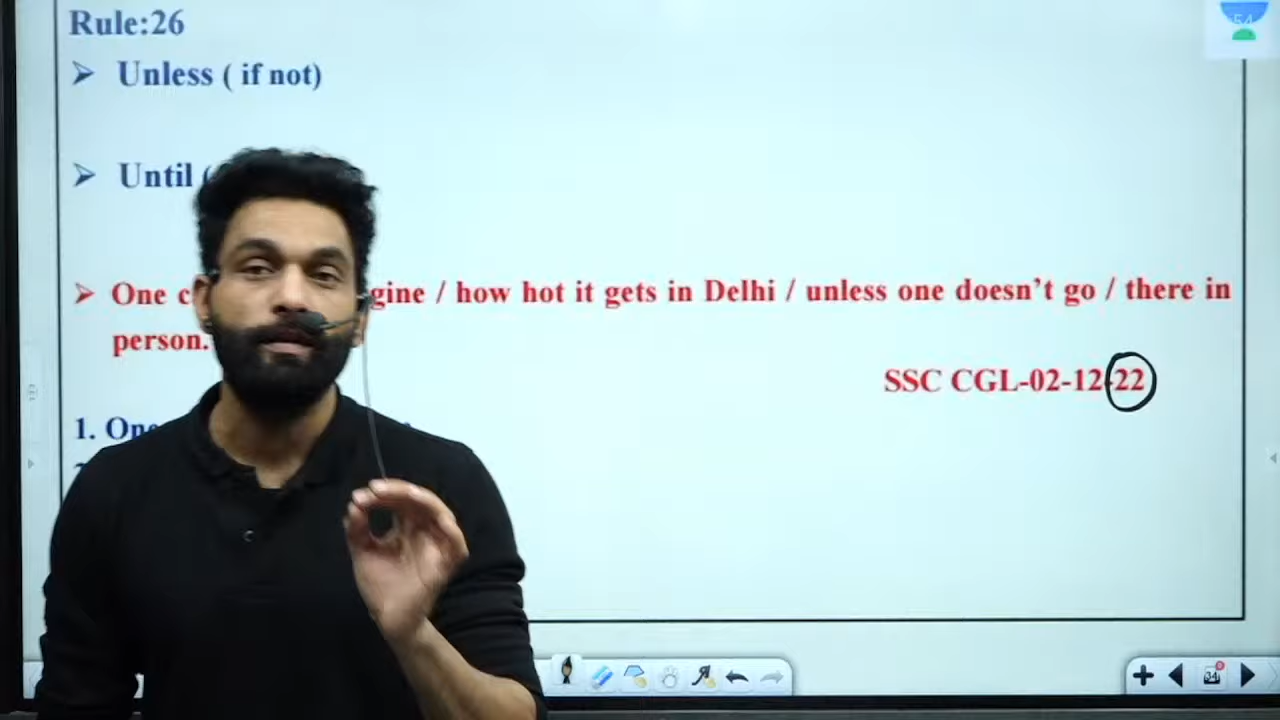 Rule:26
➤ Unless ( if not)
➤ Until (
➤ One c gine / how hot it gets in Delhi / unless one doesn't go / there in
person.
SSC CGL-02-12-22
1. One